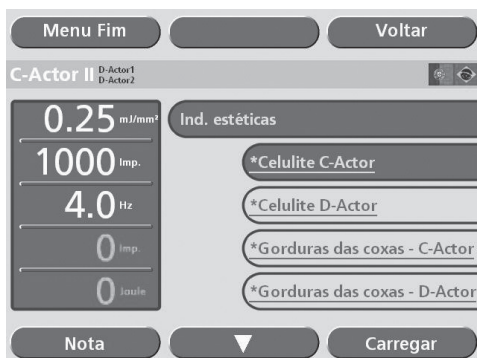 Menu Fim
Voltar
C-Actor II D-Actor1
D-Actor2
0.25 mJ/mm²
1000 Imp.
4.0 Hz
0 Imp.
0 Joule
Ind. estéticas
*Celulite C-Actor
*Celulite D-Actor
*Gorduras das coxas - C-Actor
*Gorduras das coxas - D-Actor
Nota
Carregar